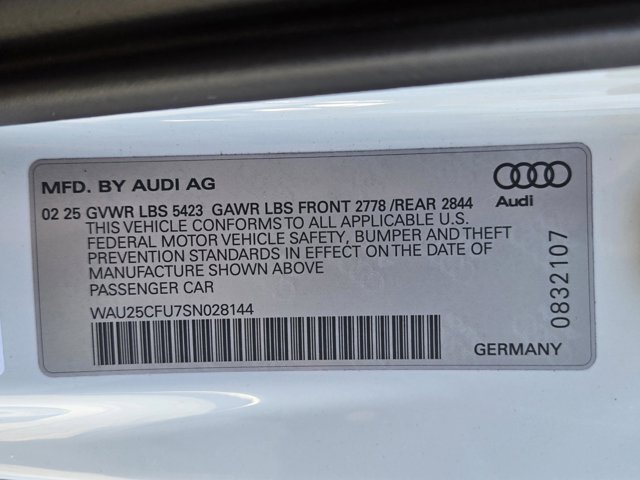 MFD. BY AUDI AG
02 25 GVWR LBS 5423 GAWR LBS FRONT 2778 /REAR 2844
THIS VEHICLE CONFORMS TO ALL APPLICABLE U.S.
FEDERAL MOTOR VEHICLE SAFETY, BUMPER AND THEFT
PREVENTION STANDARDS IN EFFECT ON THE DATE OF
MANUFACTURE SHOWN ABOVE
PASSENGER CAR
WAU25CFU7SN028144
Audi
0832107
GERMANY